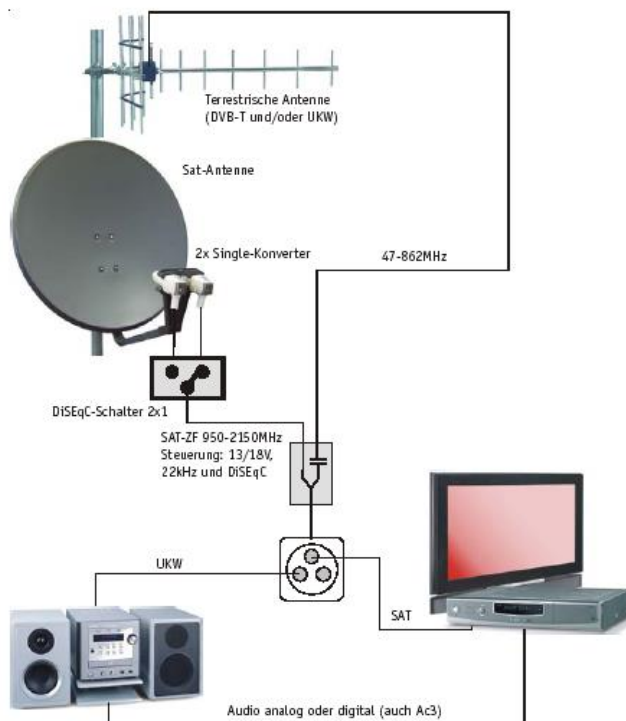 Terrestrische Antenne
(DVB-T und/oder UKW)
Sat-Antenne
2x Single-Konverter
47-862MHz
DiSEqC-Schalter 2x1
SAT-ZF 950-2150MHz
Steuerung: 13/18V,
22kHz und DiSEqC
UKW
SAT
Audio analog oder digital (auch Ac3)